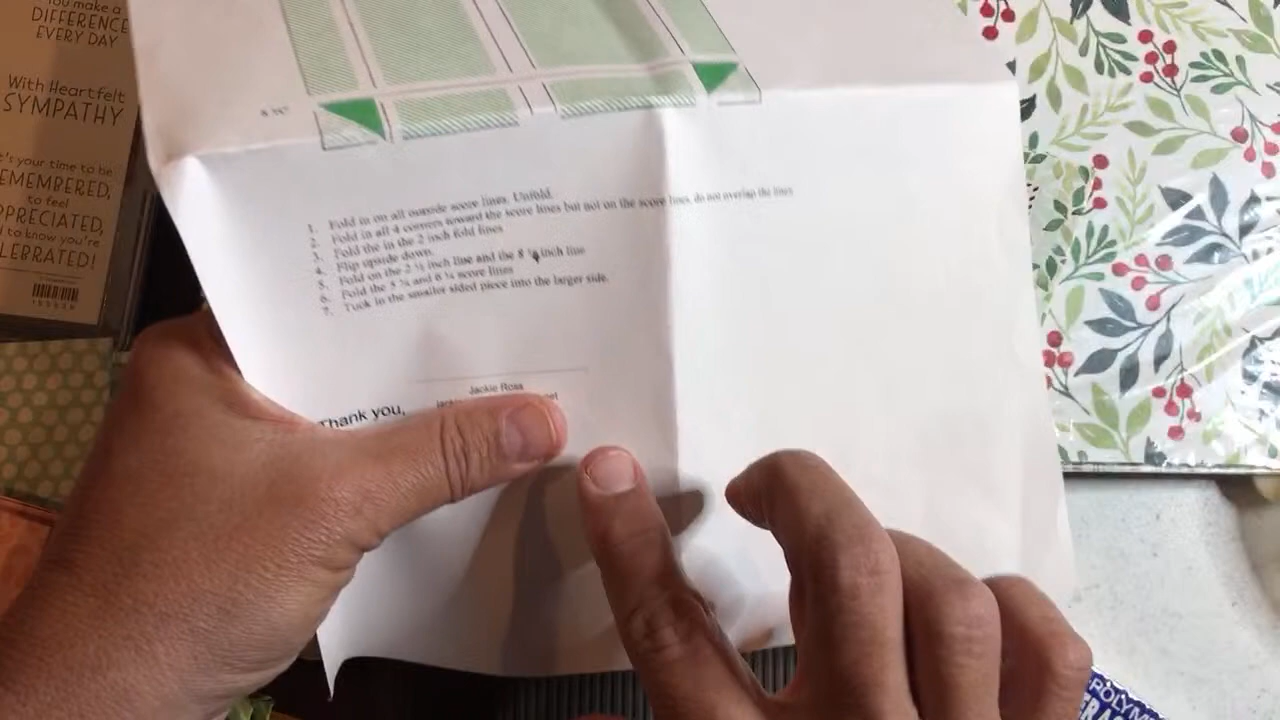 You make a
DIFFERENCE
EVERY DAY
With Heartfelt
SYMPATHY
t's your time to be
EMEMBERED,
to feel
PPRECIATED,
d to know you're
ELEBRATED!
1. Fold in on all outside score lines. Unfold.
2. Fold in all 4 corners toward the score lines but not on the score lines, do not overlap the lines
3. Fold the in the 2 inch fold lines
4. Flip upside down.
5. Fold on the 2 ½ inch line and the 8 inch line
6. Fold the 5 ¼ and 6 ¼ score lines
7. Tuck in the smaller sided piece into the larger side.
Jackie Ross
Thank you,
POLYM